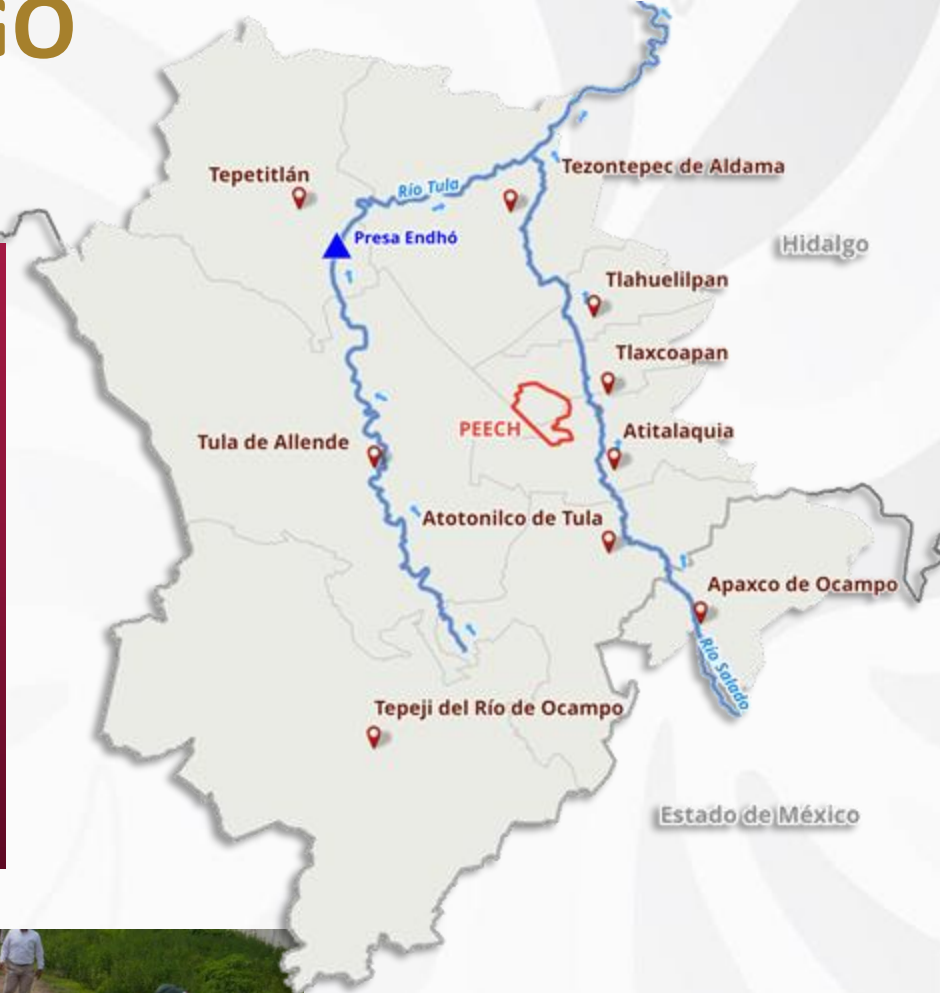 GO
Tepetitlán
Río Tula
Tezontepec de Aldama
Presa Endhó
Hidalgo
Tlahuelilpan
Tlaxcoapan
PEECH
Atitalaquia
Tula de Allende
Atotonilco de Tula
Apaxco de Ocampo
Río Salado
Tepeji del Río de Ocampo
Estado de México